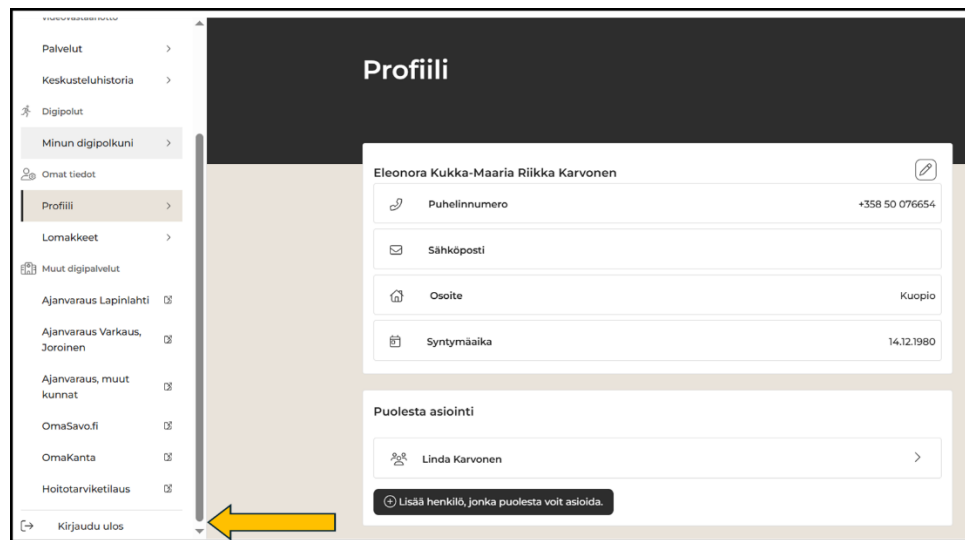 videovastaanotto
Palvelut
Keskusteluhistoria
Digipolut
Minun digipolkuni
Omat tiedot
Profiili
Lomakkeet
Muut digipalvelut
Ajanvaraus Lapinlahti
Ajanvaraus Varkaus,
Joroinen
Ajanvaraus, muut
kunnat
OmaSavo.fi
OmaKanta
Hoitotarviketilaus
Kirjaudu ulos
Profiili
Eleonora Kukka-Maaria Riikka Karvonen
Puhelinnumero +358 50 076654
Sähköposti
Osoite Kuopio
Syntymäaika 14.12.1980
Puolesta asiointi
Linda Karvonen
Lisää henkilö, jonka puolesta voit asioida.